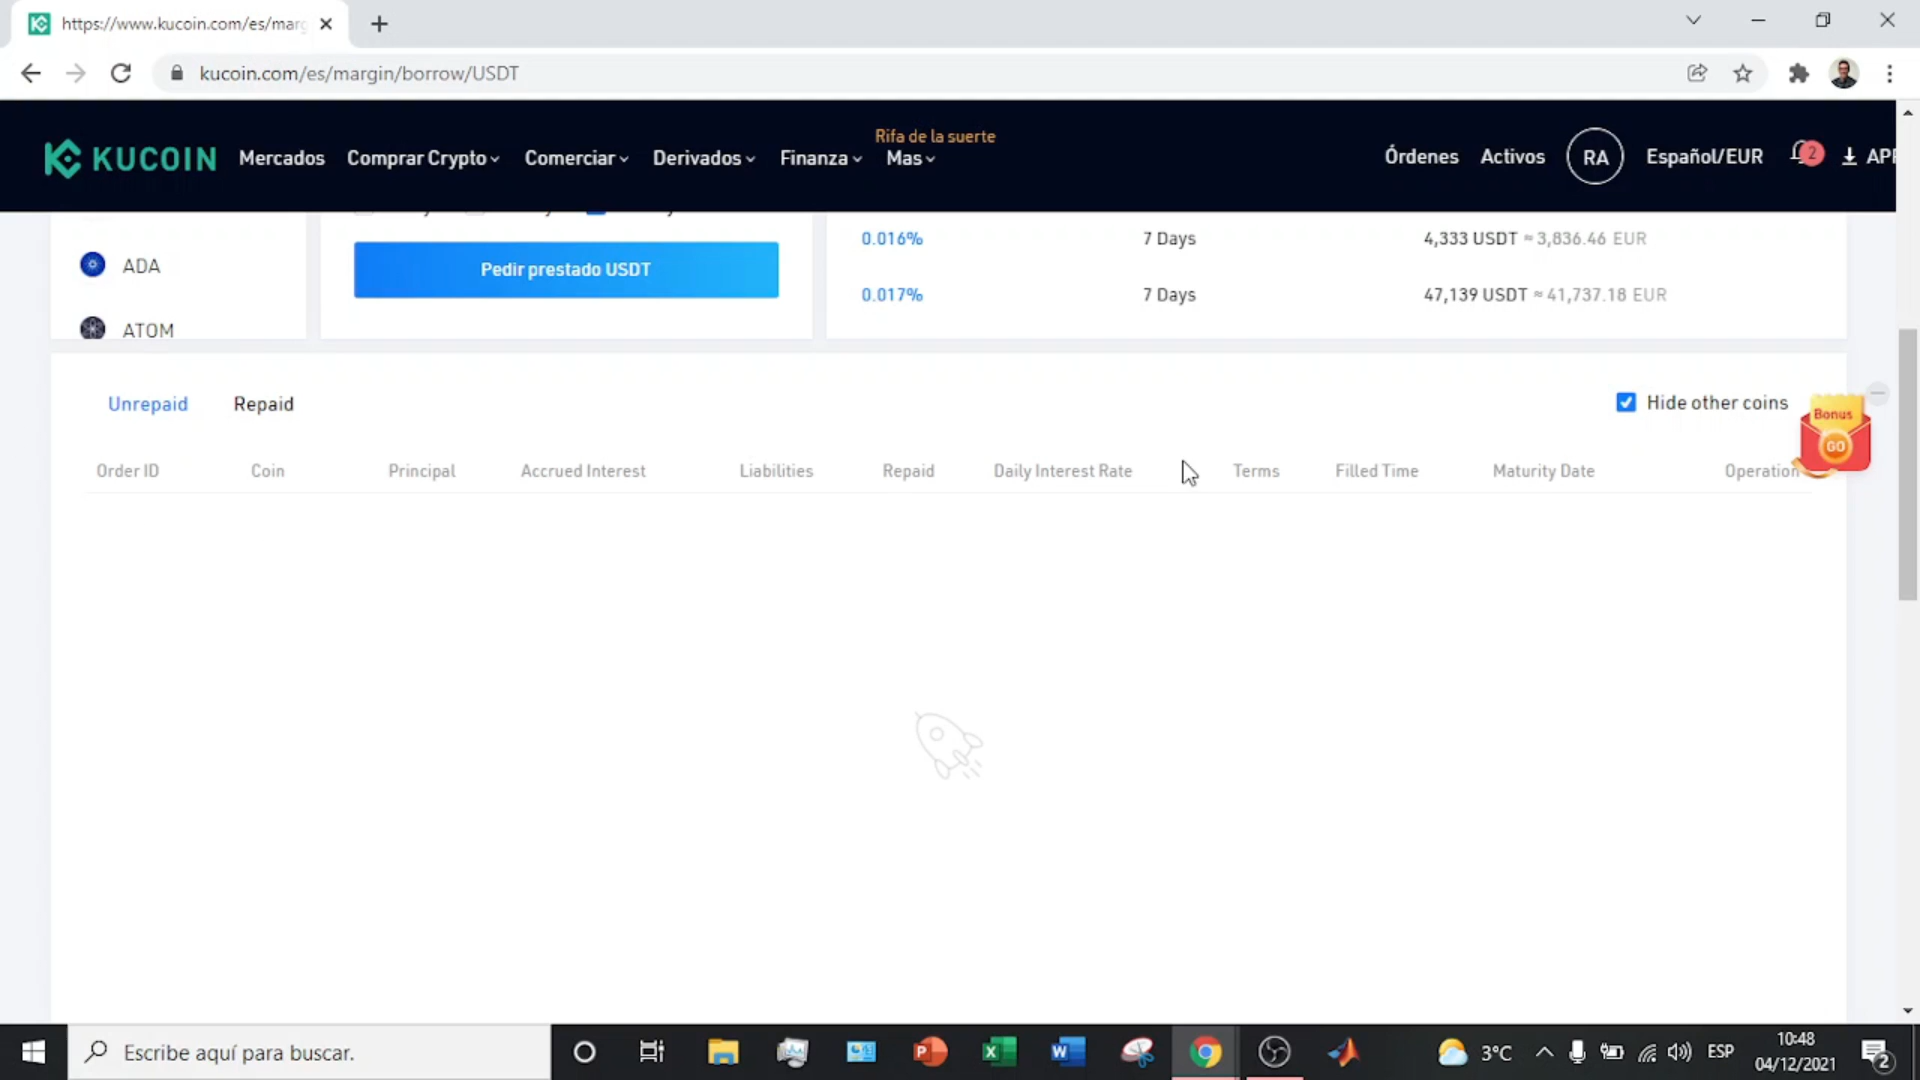 https://www.kucoin.com/es/marg
kucoin.com/es/margin/borrow/USDT
KUCOIN
Mercados
Comprar Crypto
Comerciar
Derivados
Finanza
Rifa de la suerte
Mas
Órdenes
Activos
RA
Español/EUR
2
APP
ADA
ATOM
Pedir prestado USDT
0.016% 7 Days 4,333 USDT ≈ 3,836.46 EUR
0.017% 7 Days 47,139 USDT ≈ 41,737.18 EUR
Unrepaid Repaid
Hide other coins
Bonus
GO
Order ID Coin Principal Accrued Interest Liabilities Repaid Daily Interest Rate Terms Filled Time Maturity Date Operation
Escribe aquí para buscar.
3°C
ESP
10:48
04/12/2021
2